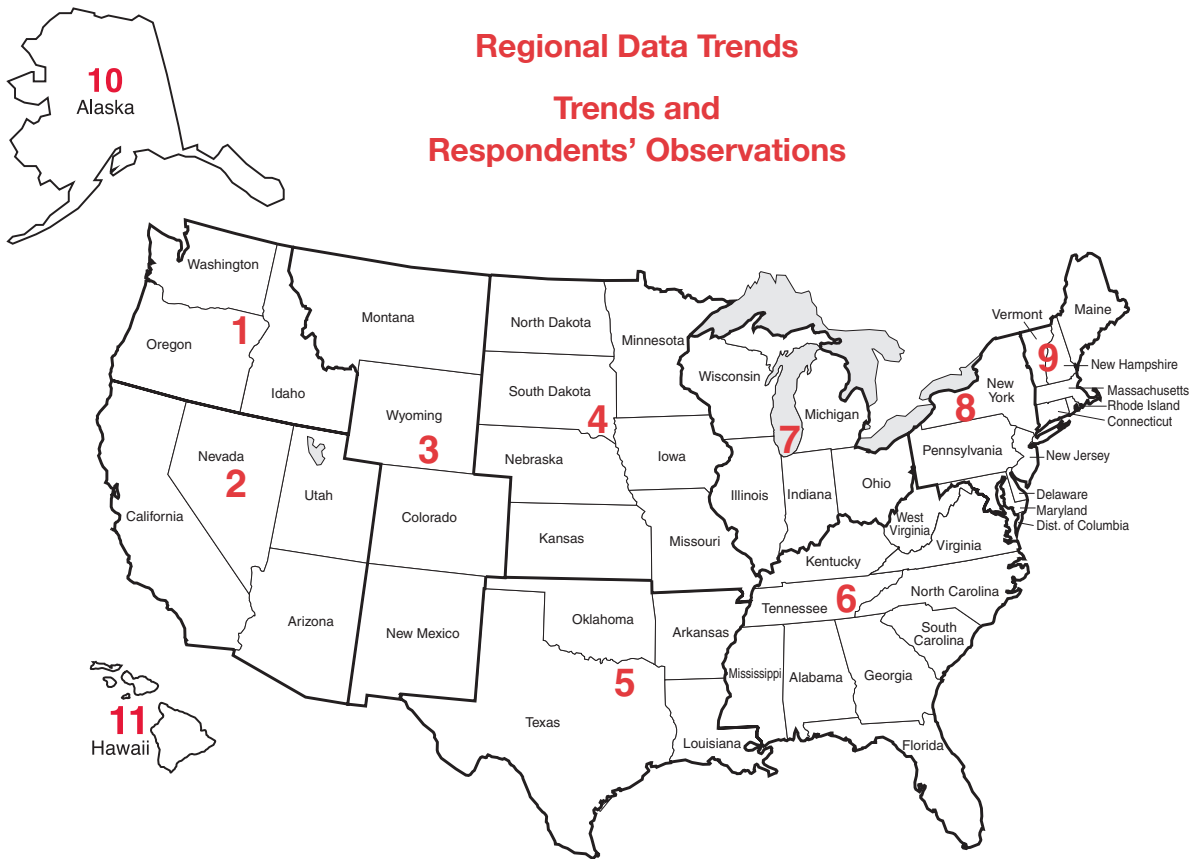 Regional Data Trends
Trends and
Respondents’ Observations
10
Alaska
Washington
Oregon
1
Idaho
Montana
Wyoming
3
Nevada
2
Utah
California
Colorado
Arizona
New Mexico
North Dakota
South Dakota
4
Nebraska
Kansas
Minnesota
Iowa
Missouri
Oklahoma
Arkansas
5
Texas
Louisiana
Wisconsin
Michigan
7
Illinois
Indiana
Ohio
Kentucky
West
Virginia
Virginia
Tennessee
6
North Carolina
South
Carolina
Mississippi
Alabama
Georgia
Florida
New
York
8
Pennsylvania
Vermont
9
Maine
New Hampshire
Massachusetts
Rhode Island
Connecticut
New Jersey
Delaware
Maryland
Dist. of Columbia
11
Hawaii